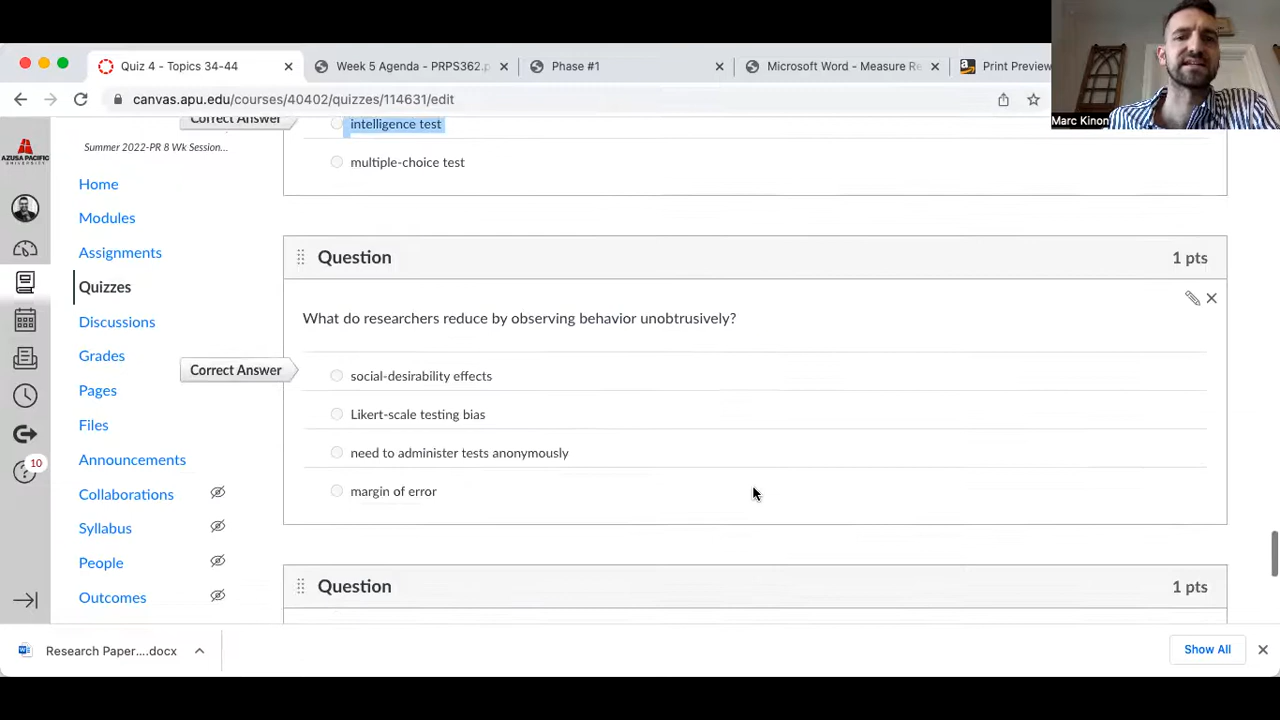 Quiz 4 - Topics 34-44
Week 5 Agenda - PRPS362.p
Phase #1
Microsoft Word - Measure Re
Print Preview
canvas.apu.edu/courses/40402/quizzes/114631/edit
Marc Kinon
AZUSA PACIFIC
UNIVERSITY
Summer 2022-PR 8 Wk Session...
Home
Modules
Assignments
Quizzes
Discussions
Grades
Pages
Files
Announcements
Collaborations
Syllabus
People
Outcomes
10
Correct Answer
intelligence test
multiple-choice test
Question
1 pts
What do researchers reduce by observing behavior unobtrusively?
Correct Answer
social-desirability effects
Likert-scale testing bias
need to administer tests anonymously
margin of error
Question
1 pts
Research Paper....docx
Show All